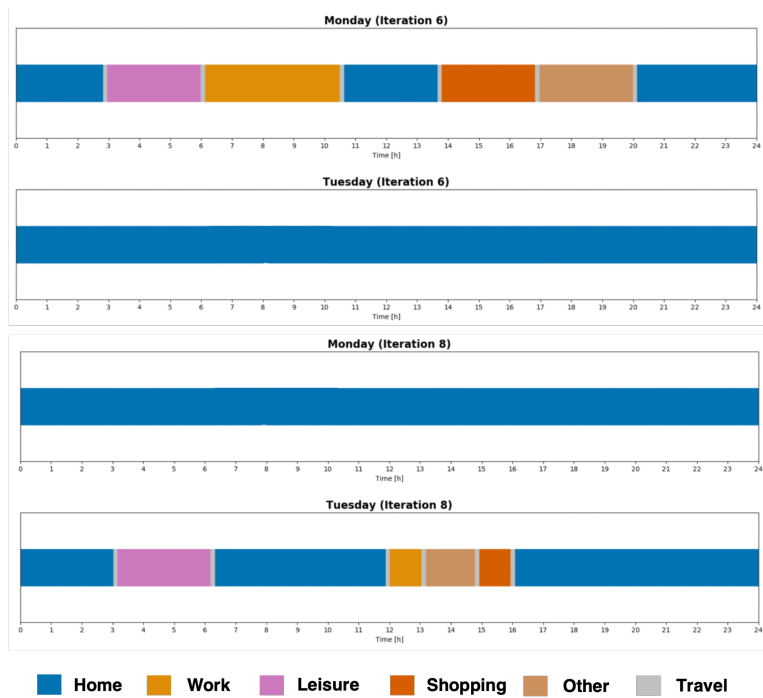 Monday (Iteration 6)
0 1 2 3 4 5 6 7 8 9 10 11 12 13 14 15 16 17 18 19 20 21 22 23 24
Time [h]
Tuesday (Iteration 6)
0 1 2 3 4 5 6 7 8 9 10 11 12 13 14 15 16 17 18 19 20 21 22 23 24
Time [h]
Monday (Iteration 8)
0 1 2 3 4 5 6 7 8 9 10 11 12 13 14 15 16 17 18 19 20 21 22 23 24
Time [h]
Tuesday (Iteration 8)
0 1 2 3 4 5 6 7 8 9 10 11 12 13 14 15 16 17 18 19 20 21 22 23 24
Time [h]
Home Work Leisure Shopping Other Travel